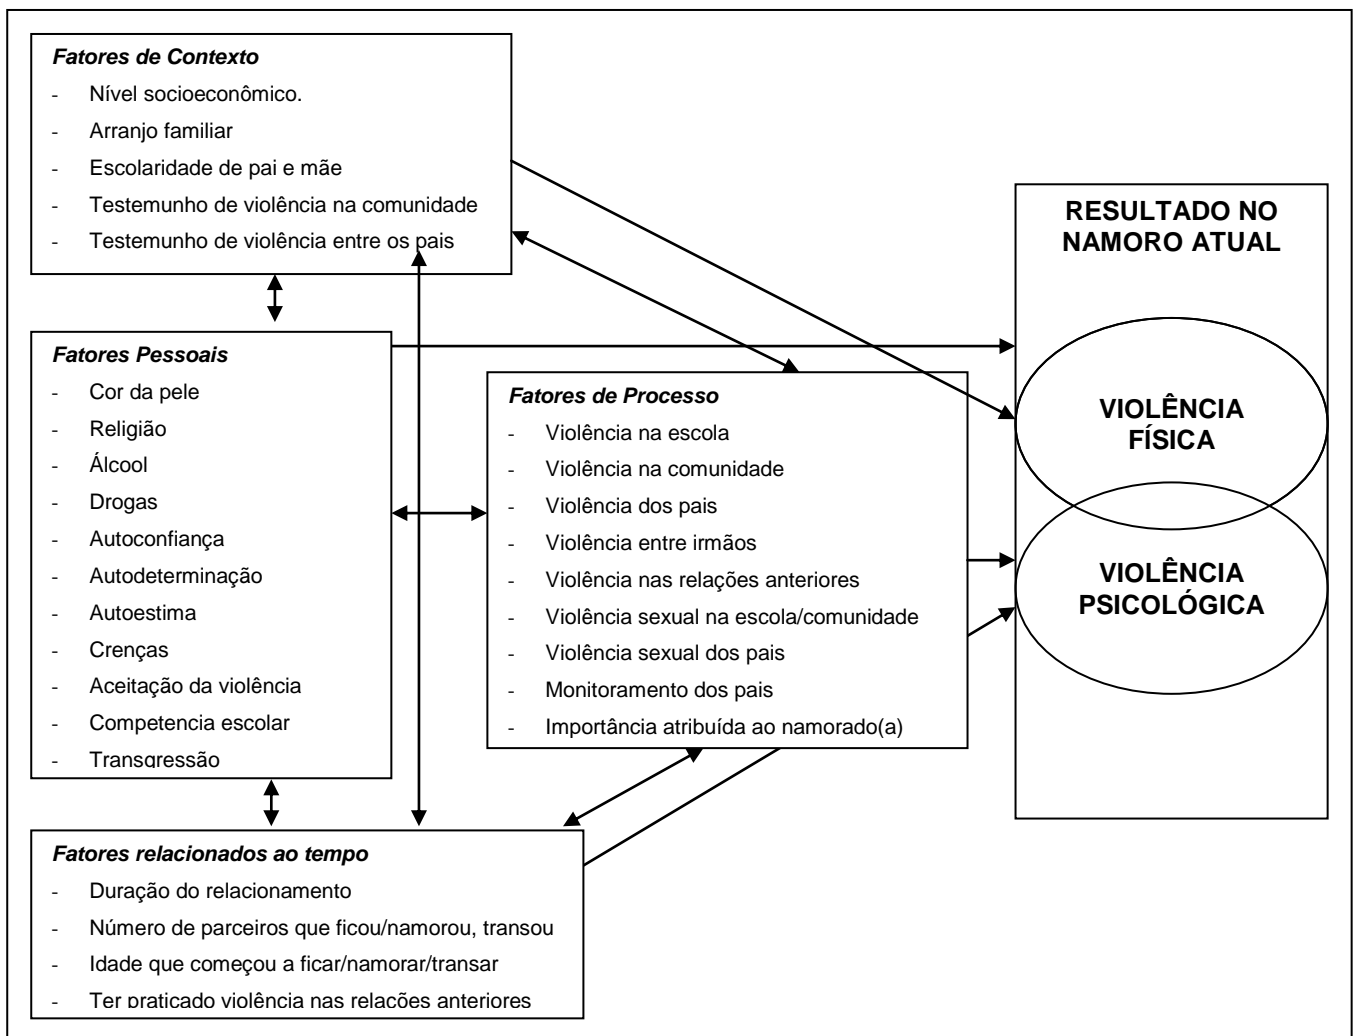 Fatores de Contexto
- Nível socioeconômico.
- Arranjo familiar
- Escolaridade de pai e mãe
- Testemunho de violência na comunidade
- Testemunho de violência entre os pais
Fatores Pessoais
- Cor da pele
- Religião
- Álcool
- Drogas
- Autoconfiança
- Autodeterminação
- Autoestima
- Crenças
- Aceitação da violência
- Competencia escolar
- Transgressão
Fatores de Processo
- Violência na escola
- Violência na comunidade
- Violência dos pais
- Violência entre irmãos
- Violência nas relações anteriores
- Violência sexual na escola/comunidade
- Violência sexual dos pais
- Monitoramento dos pais
- Importância atribuída ao namorado(a)
Fatores relacionados ao tempo
- Duração do relacionamento
- Número de parceiros que ficou/namorou, transou
- Idade que começou a ficar/namorar/transar
- Ter praticado violência nas relações anteriores
RESULTADO NO
NAMORO ATUAL
VIOLÊNCIA
FÍSICA
VIOLÊNCIA
PSICOLÓGICA